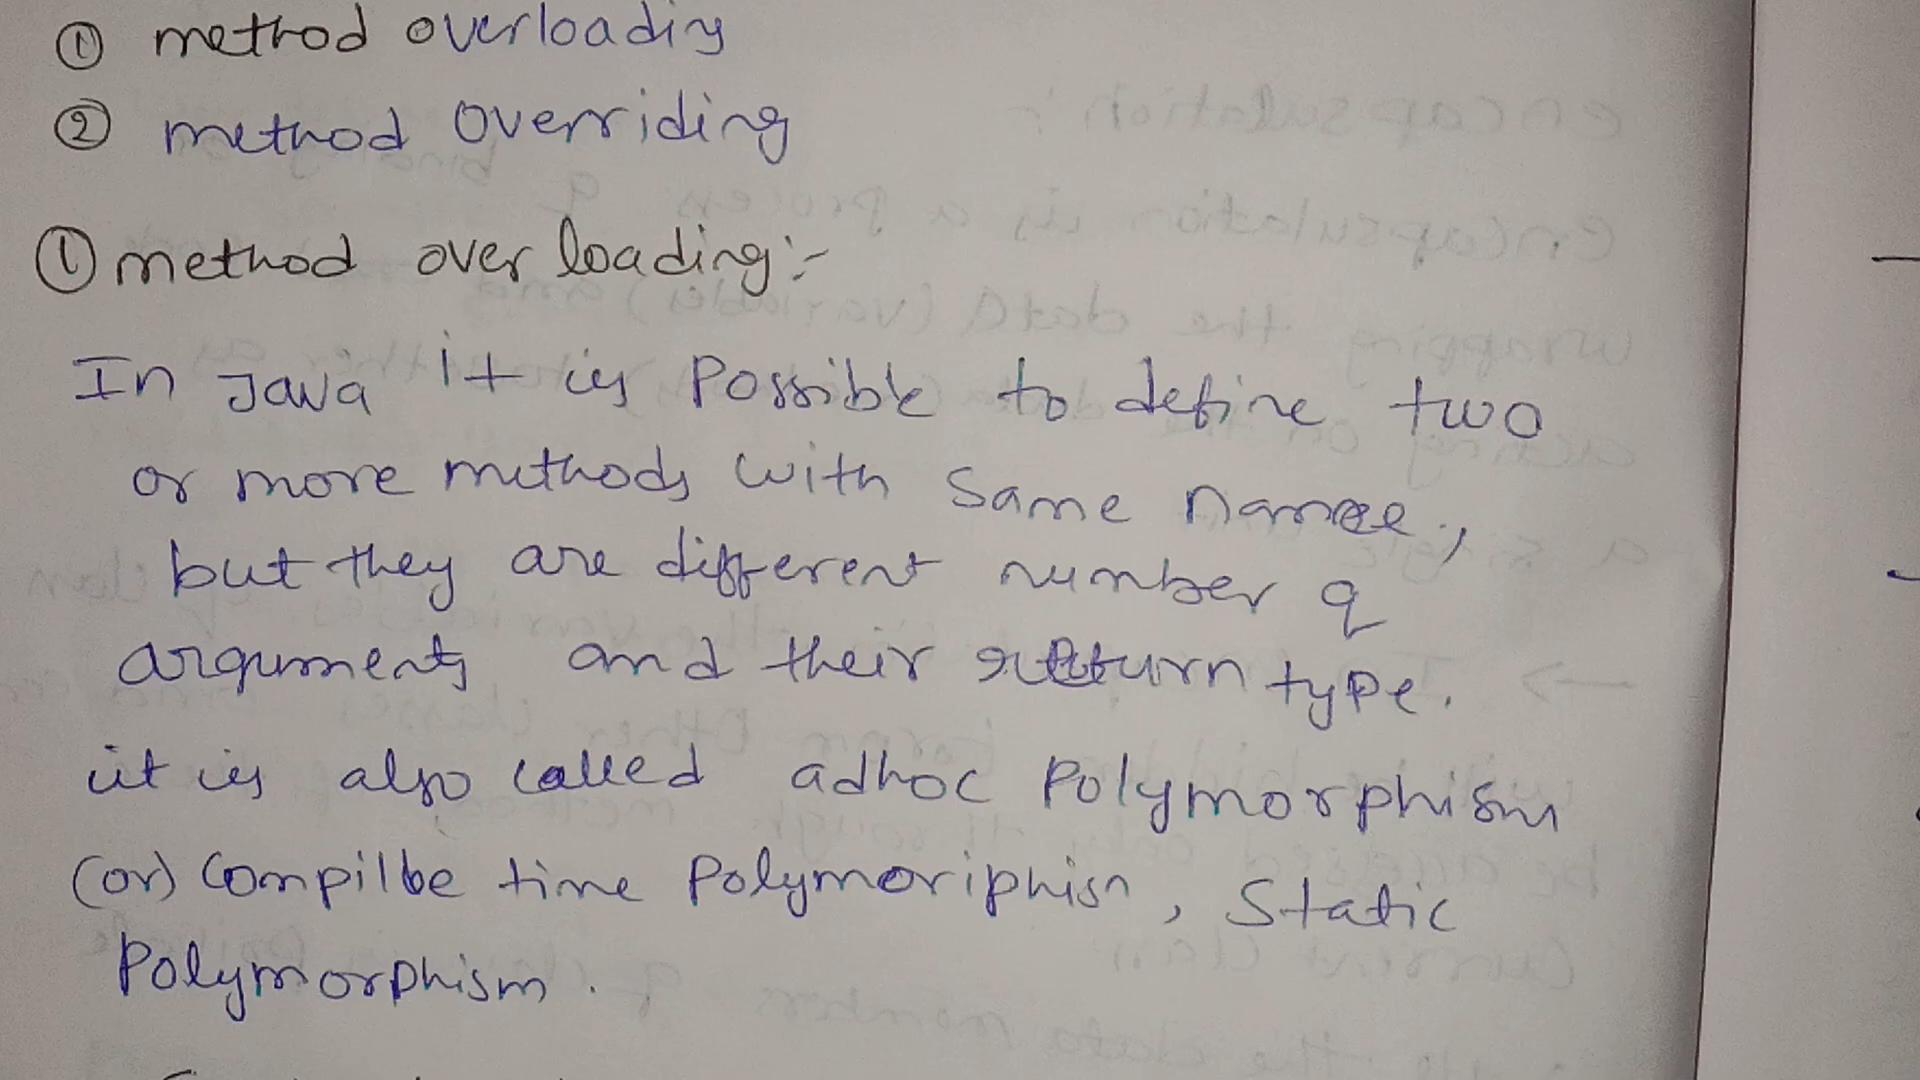 ① method overloading
② method overriding
① method over loading:-
In Java it is possible to define two
or more methods with same name,
but they are different number of
arguments and their return type.
it is also called adhoc polymorphism
(or) compilbe time polymoriphism, static
polymorphism.